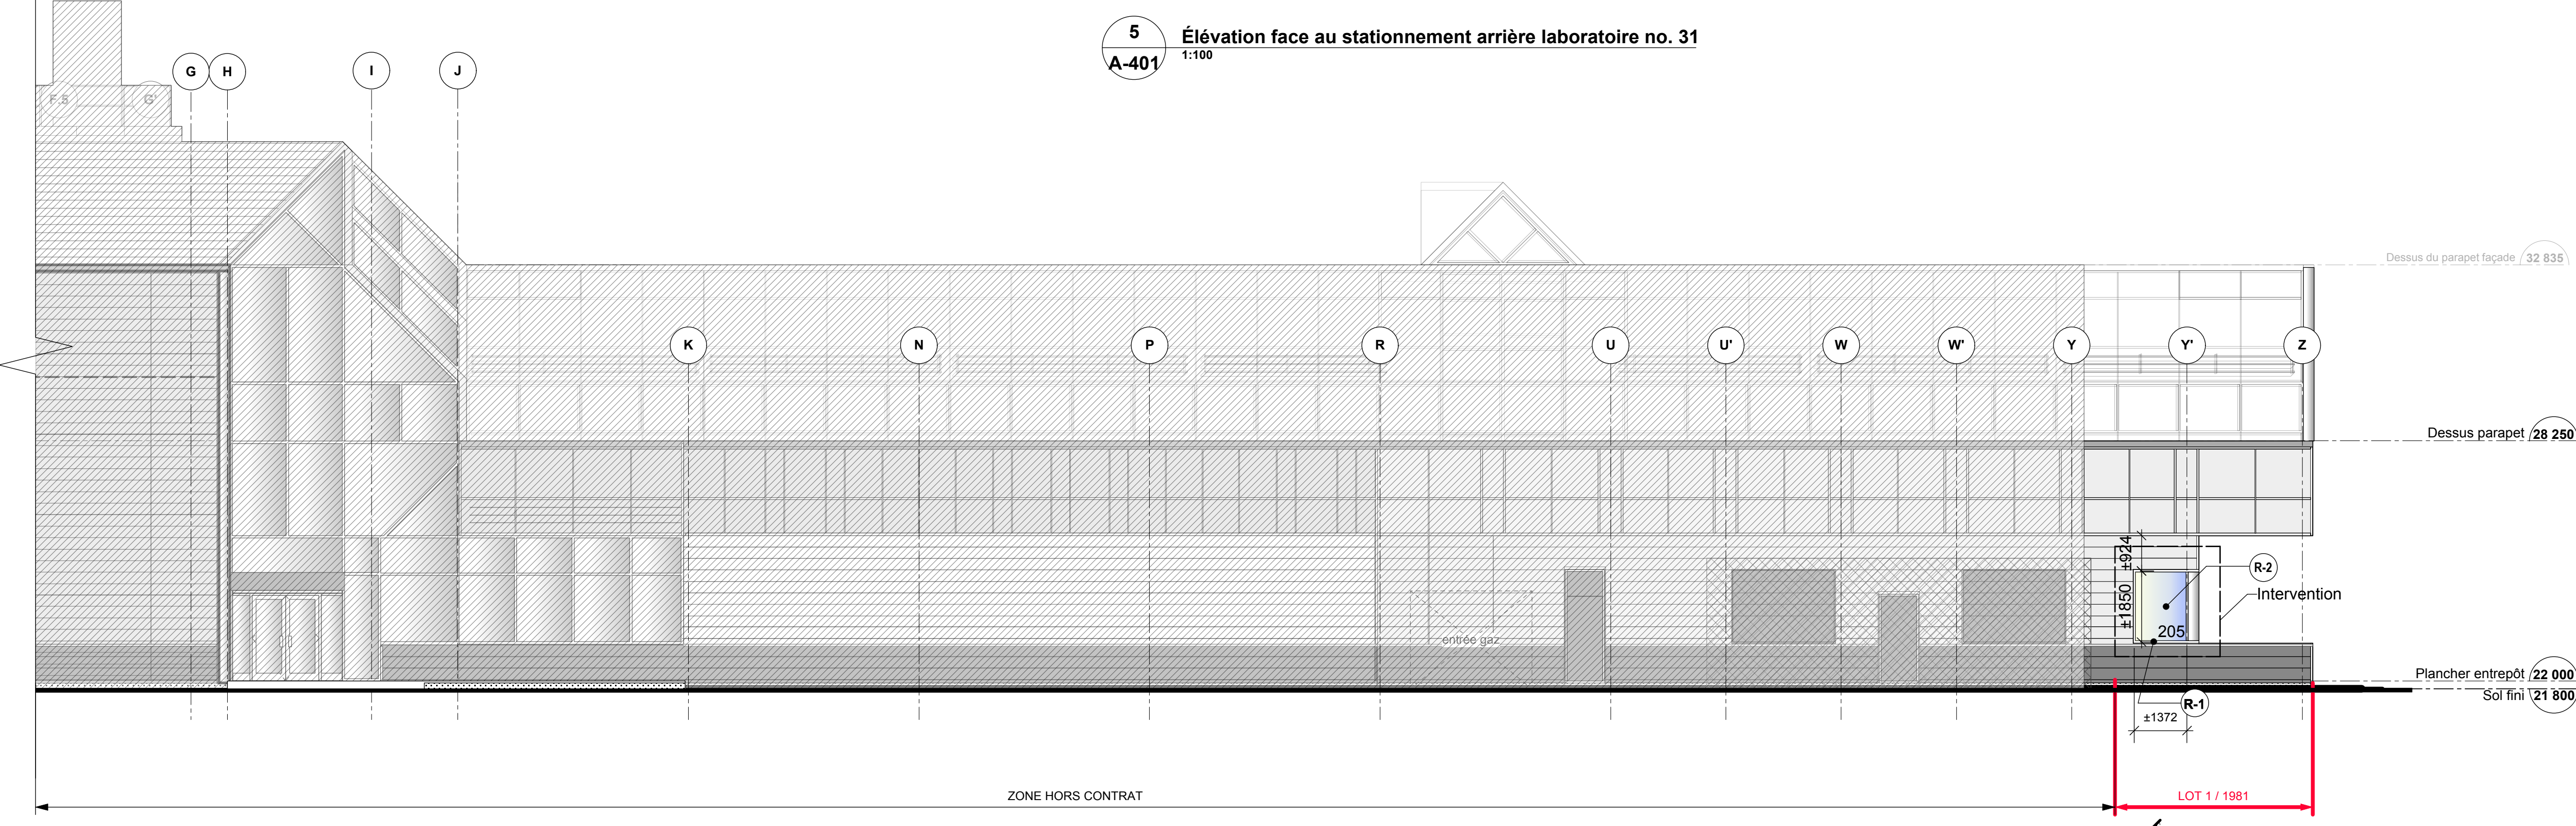 5
A-401
Élévation face au stationnement arrière laboratoire no. 31
1:100
G
H
I
J
F.5
G'
Dessus du parapet façade 32 835
K
N
P
R
U
U'
W
W'
Y
Y'
Z
Dessus parapet 28 250
±924
R-2
±1850
Intervention
205
entrée gaz
Plancher entrepôt 22 000
Sol fini 21 800
R-1
±1372
ZONE HORS CONTRAT
LOT 1 / 1981